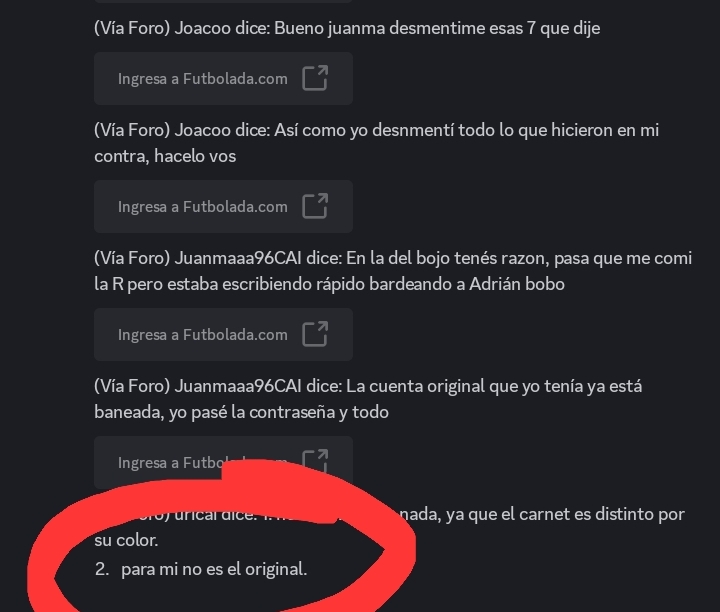 (Vía Foro) Joacoo dice: Bueno juanma desmentime esas 7 que dije
Ingresa a Futbolada.com
(Vía Foro) Joacoo dice: Así como yo desnmentí todo lo que hicieron en mi
contra, hacelo vos
Ingresa a Futbolada.com
(Vía Foro) Juanmaaa96CAI dice: En la del bojo tenés razon, pasa que me comi
la R pero estaba escribiendo rápido bardeando a Adrián bobo
Ingresa a Futbolada.com
(Vía Foro) Juanmaaa96CAI dice: La cuenta original que yo tenía ya está
baneada, yo pasé la contraseña y todo
Ingresa a
urical dice: 1. nada, ya que el carnet es distinto por
su color.
2. para mi no es el original.